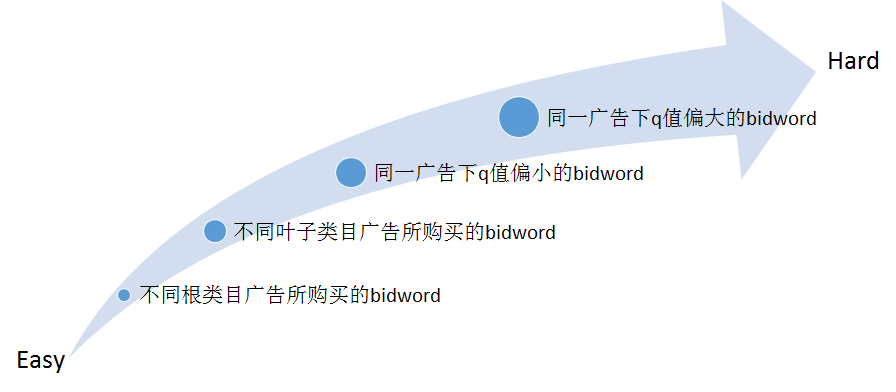 Hard
同一广告下q值偏大的bidword
同一广告下q值偏小的bidword
不同叶子类目广告所购买的bidword
不同根类目广告所购买的bidword
Easy